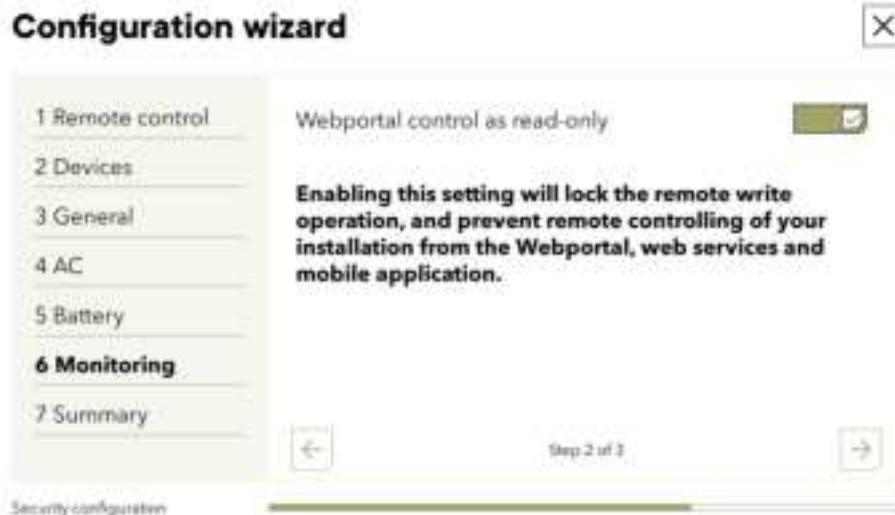 Configuration wizard
1 Remote control
2 Devices
3 General
4 AC
5 Battery
6 Monitoring
7 Summary
Webportal control as read-only
Enabling this setting will lock the remote write
operation, and prevent remote controlling of your
installation from the Webportal, web services and
mobile application.
Step 2 of 3
Security configuration